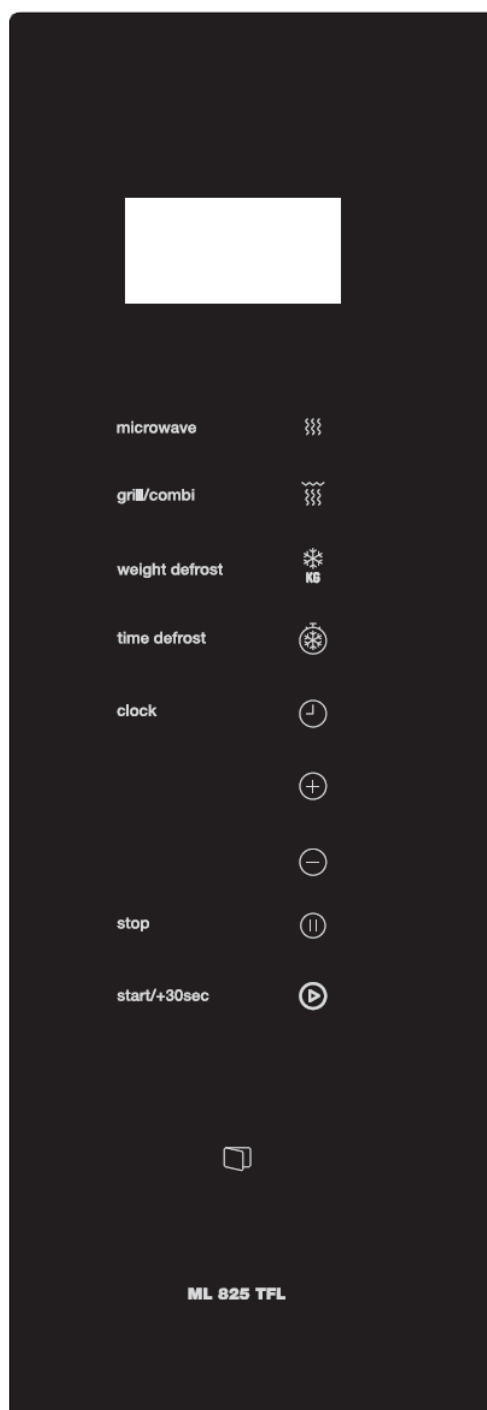 microwave
grill/combi
weight defrost
KG
time defrost
clock
stop
start/+30sec
ML 825 TFL